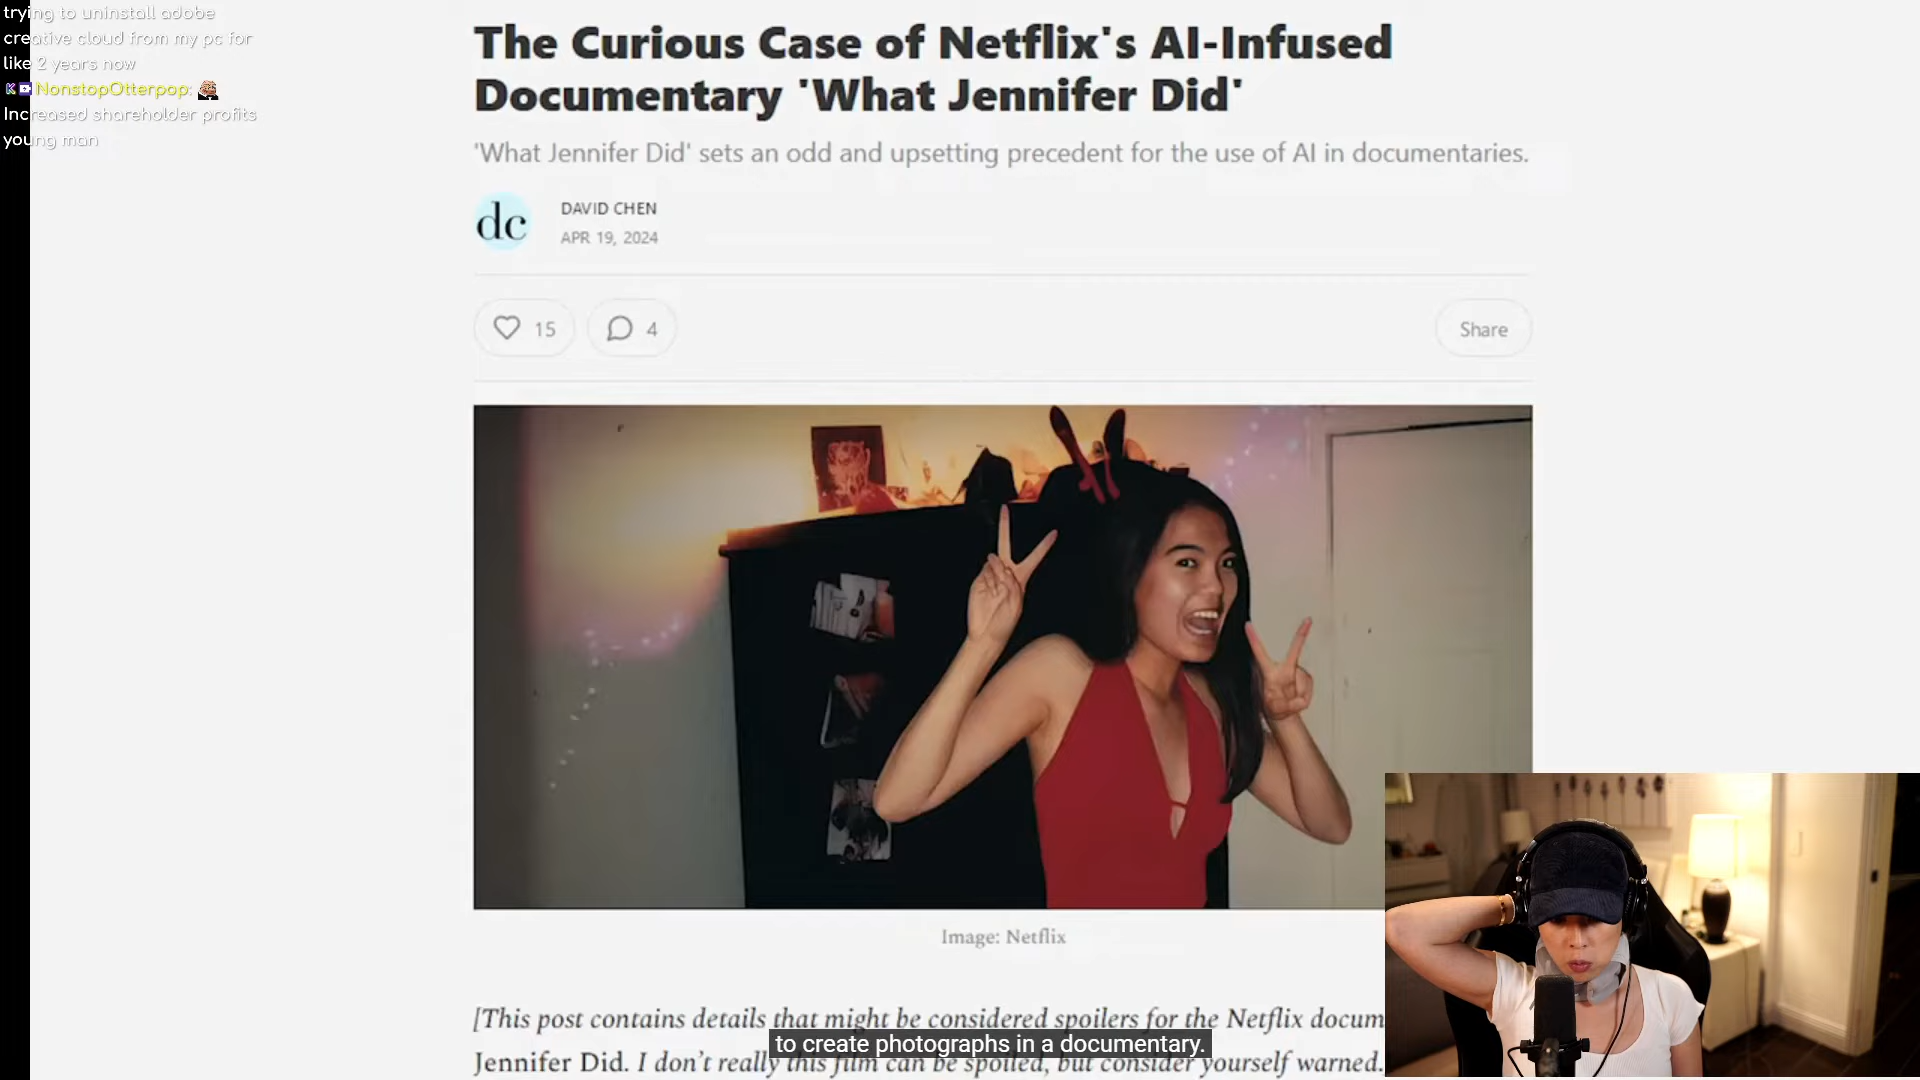 trying to uninstall adobe
creative cloud from my pc for
like 2 years now
NonstopOtterpop:
Increased shareholder profits
young man
The Curious Case of Netflix's AI-Infused
Documentary 'What Jennifer Did'
'What Jennifer Did' sets an odd and upsetting precedent for the use of AI in documentaries.
dc
DAVID CHEN
APR 19, 2024
15
4
Share
Image: Netflix
[This post contains details that might be considered spoilers for the Netflix docum
to create photographs in a documentary.
Jennifer Did. I don't really this film can be spoiled, but consider yourself warned.